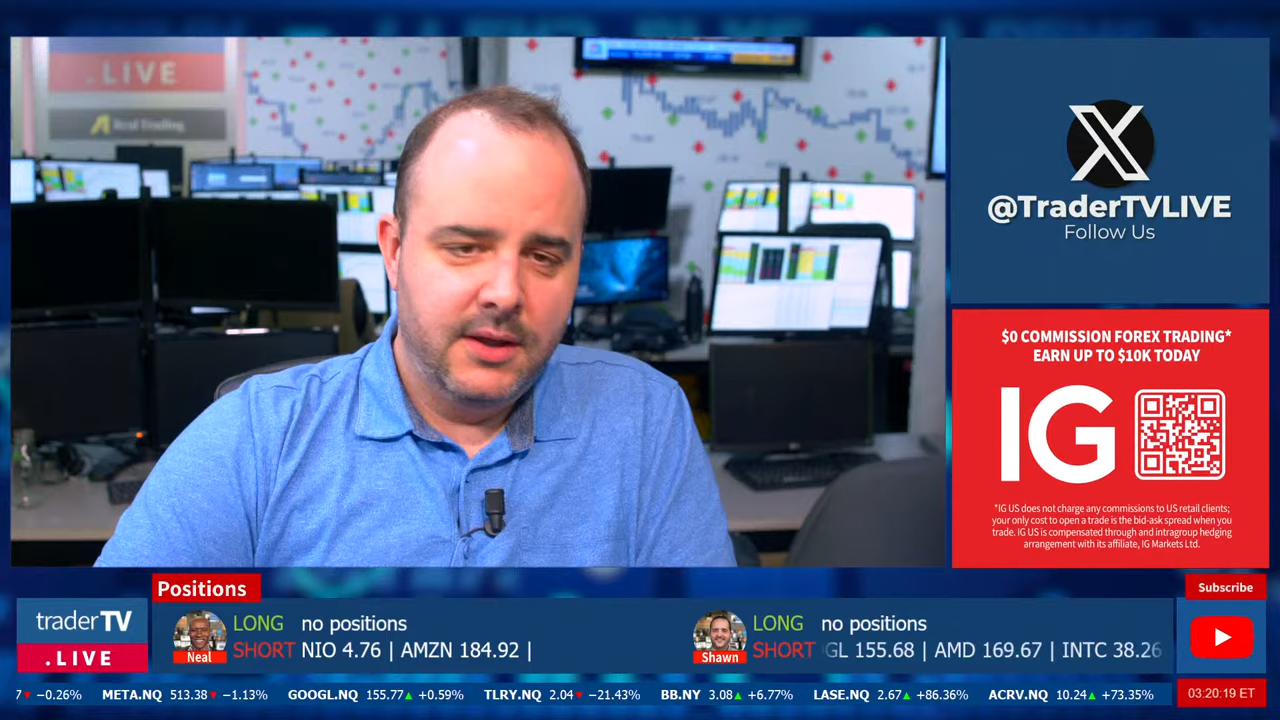 .LIVE
Real Trading
X
@TraderTVLIVE
Follow Us
$0 COMMISSION FOREX TRADING*
EARN UP TO $10K TODAY
IG
*IG US does not charge any commissions to US retail clients;
your only cost to open a trade is the bid-ask spread when you
trade. IG US is compensated through and intragroup hedging
arrangement with its affiliate, IG Markets Ltd.
Positions
Subscribe
traderTV
.LIVE
Neal
LONG no positions
SHORT NIO 4.76 | AMZN 184.92 |
Shawn
LONG no positions
SHORT GL 155.68 | AMD 169.67 | INTC 38.26
7▼ −0.26% META.NQ 513.38▼ −1.13% GOOGL.NQ 155.77▲ +0.59% TLRY.NQ 2.04▼ −21.43% BB.NY 3.08▲ +6.77% LASE.NQ 2.67▲ +86.36% ACRV.NQ 10.24▲ +73.35%
03:20:19 ET